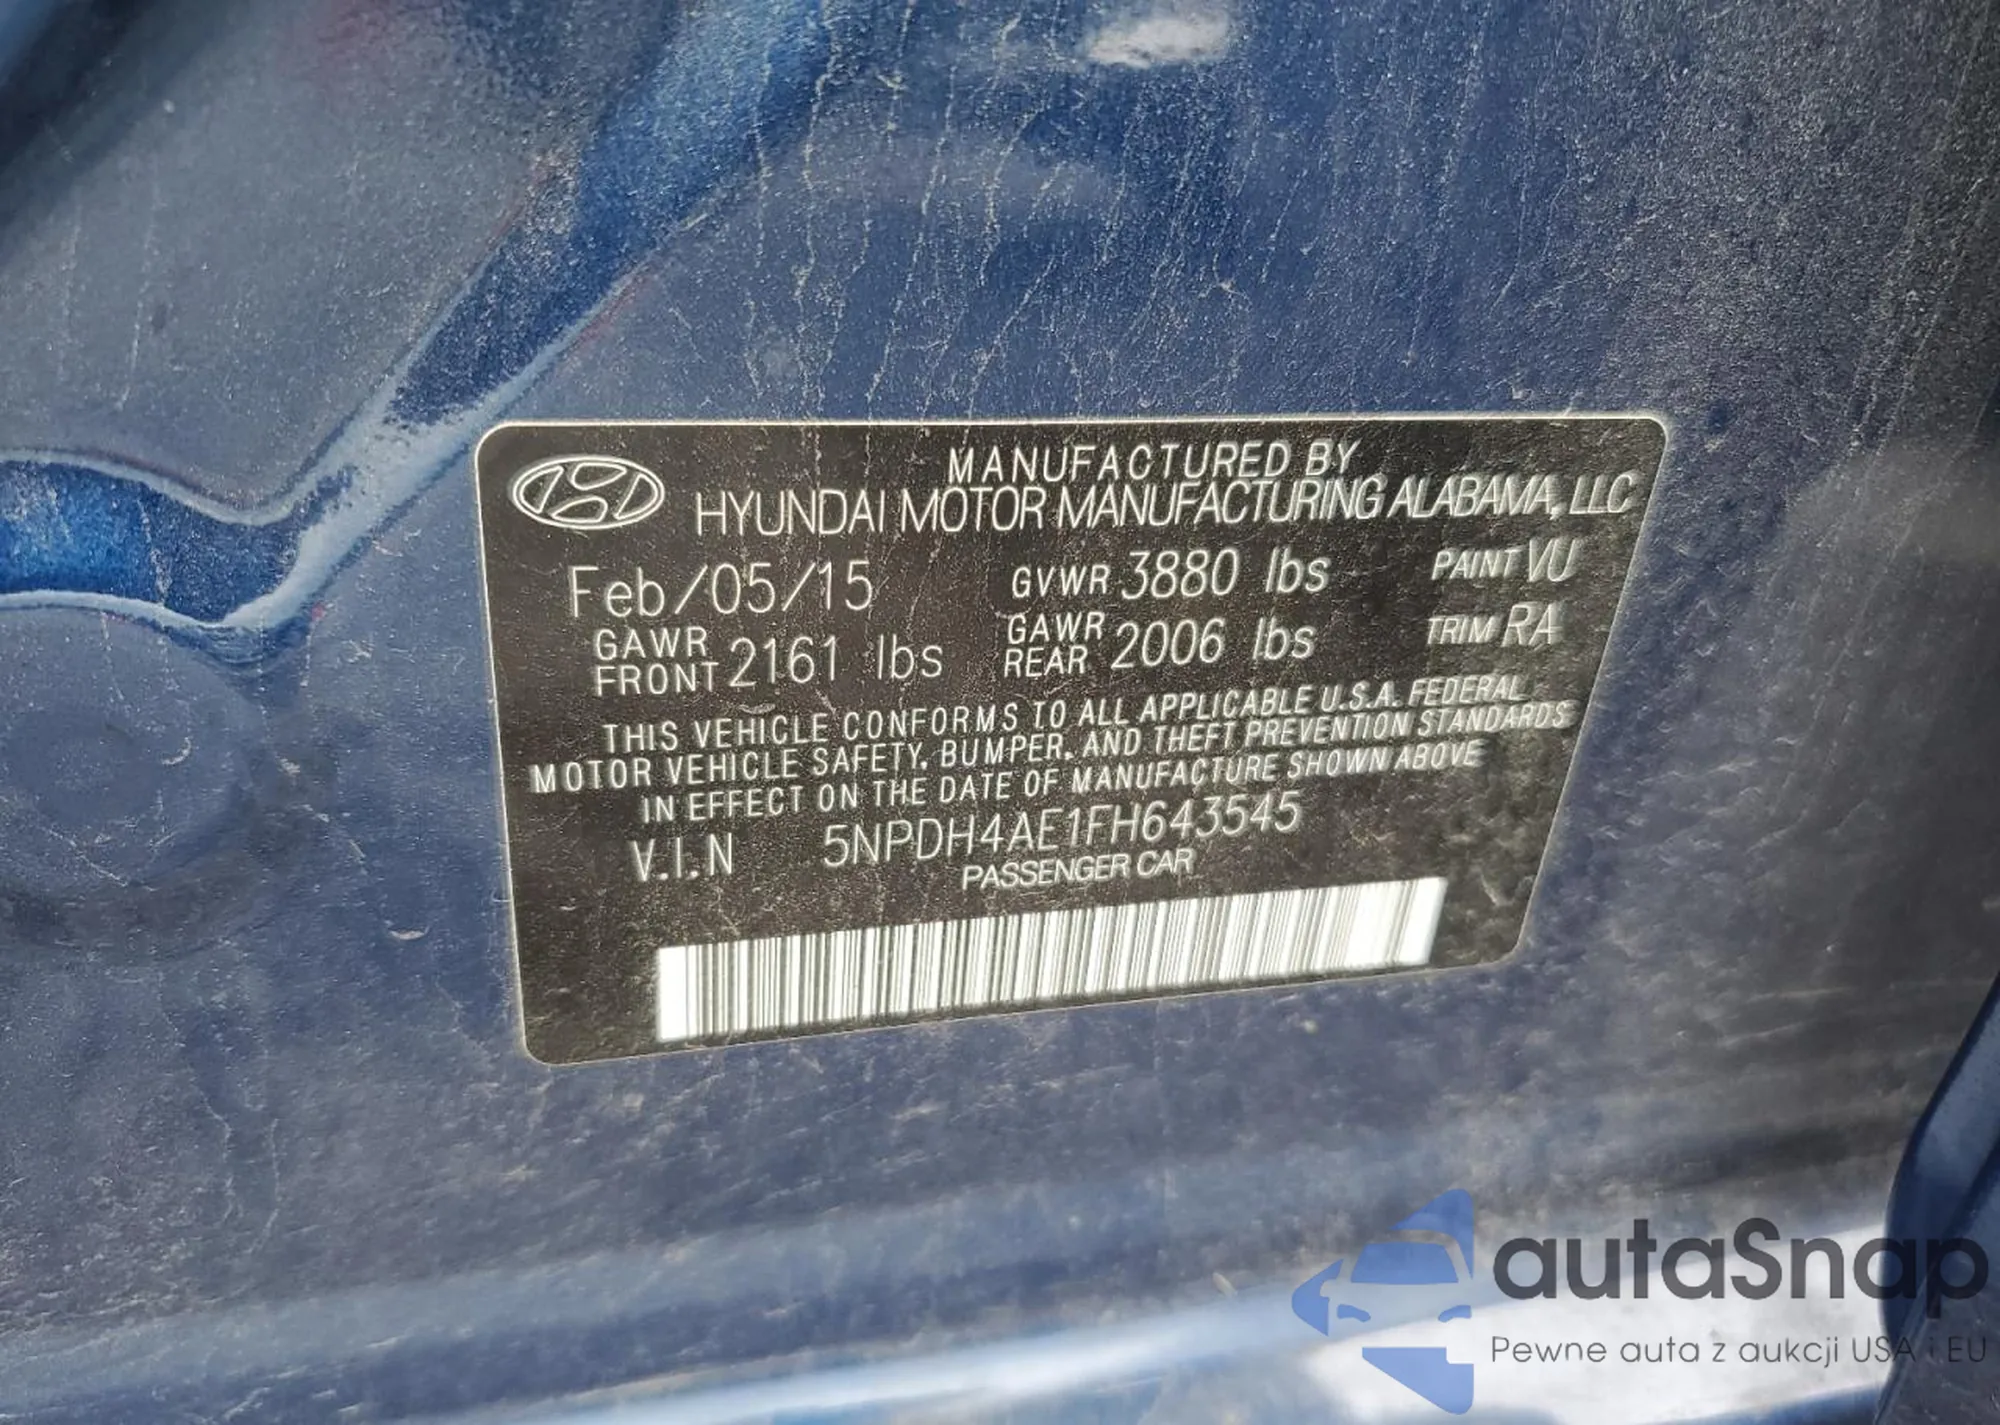 MANUFACTURED BY
HYUNDAI MOTOR MANUFACTURING ALABAMA, LLC
Feb/05/15 GVWR 3880 lbs PAINT VU
GAWR FRONT 2161 lbs GAWR REAR 2006 lbs TRIM RA
THIS VEHICLE CONFORMS TO ALL APPLICABLE U.S.A. FEDERAL
MOTOR VEHICLE SAFETY, BUMPER, AND THEFT PREVENTION STANDARDS
IN EFFECT ON THE DATE OF MANUFACTURE SHOWN ABOVE
V.I.N 5NPDH4AE1FH643545
PASSENGER CAR
autaSnap
Pewne auta z aukcji USA i EU